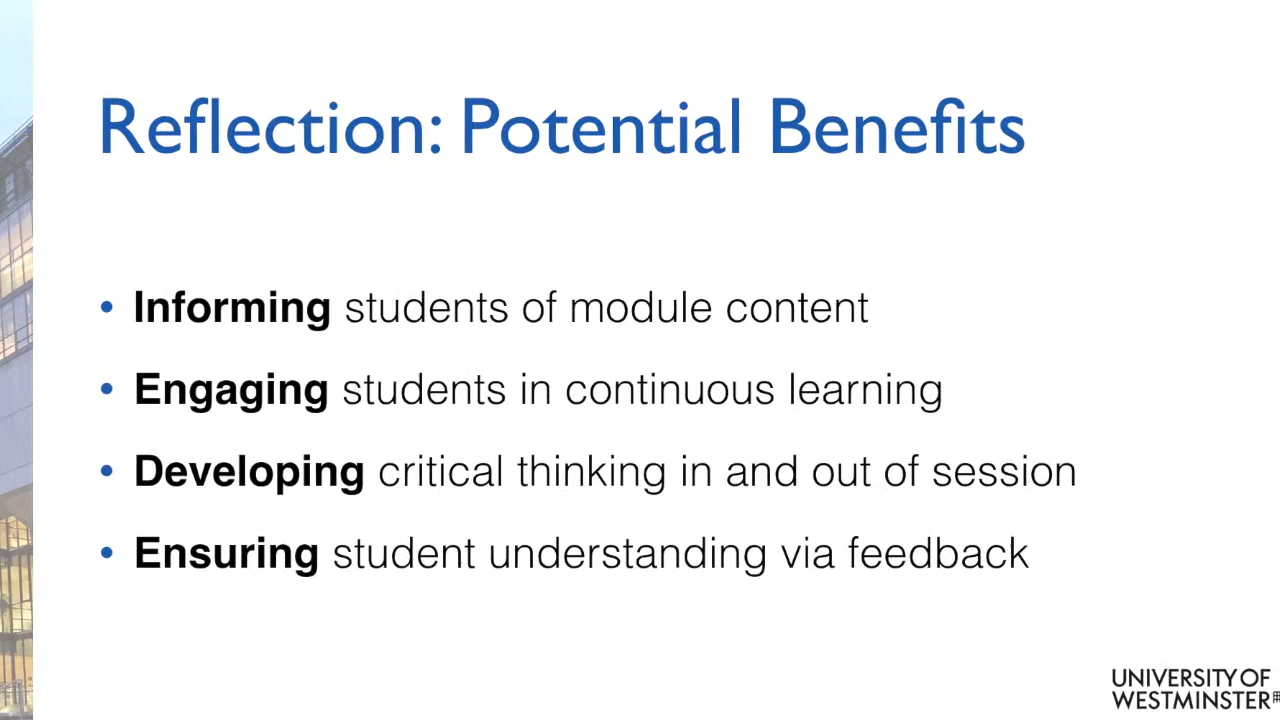 Reflection: Potential Benefits
• Informing students of module content
• Engaging students in continuous learning
• Developing critical thinking in and out of session
• Ensuring student understanding via feedback
UNIVERSITY OF
WESTMINSTER